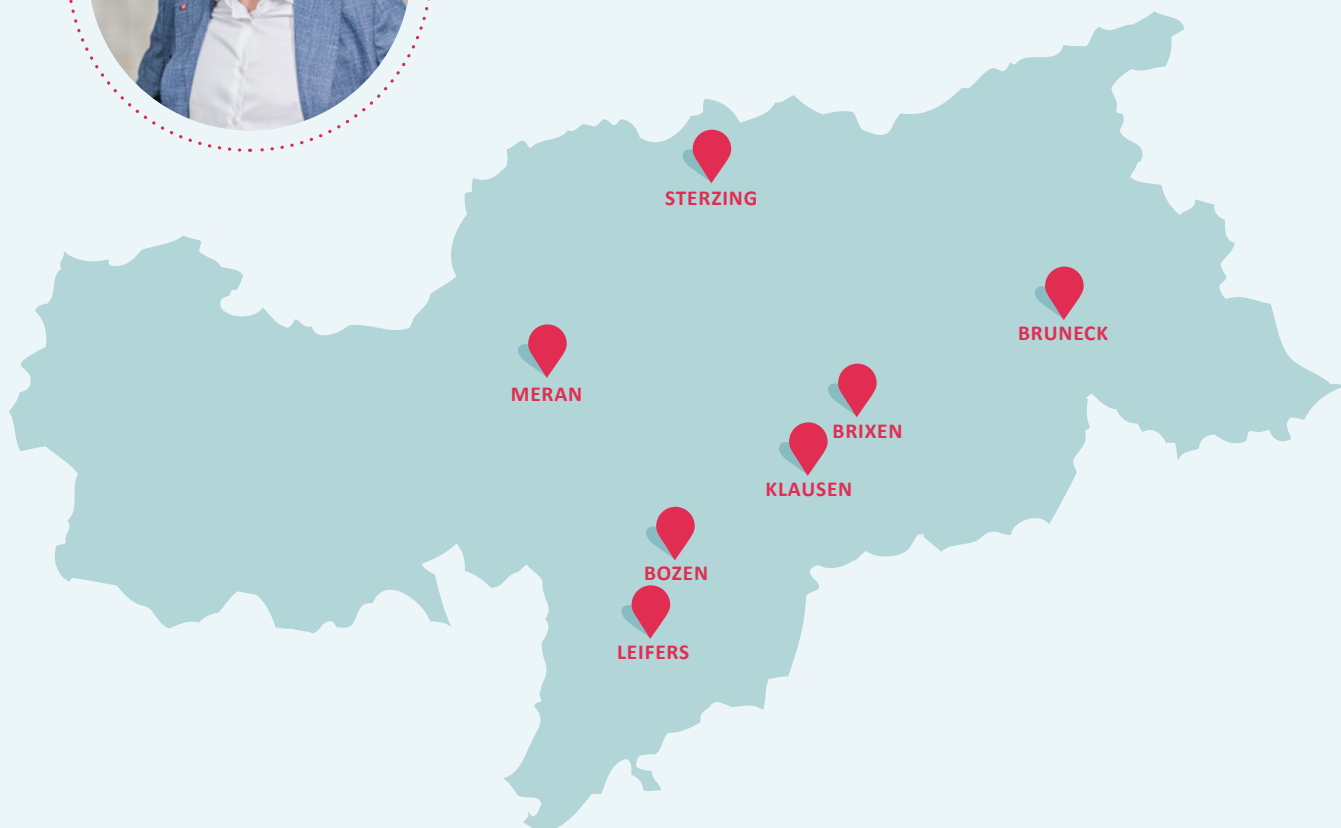 STERZING
BRUNECK
MERAN
BRIXEN
KLAUSEN
BOZEN
LEIFERS